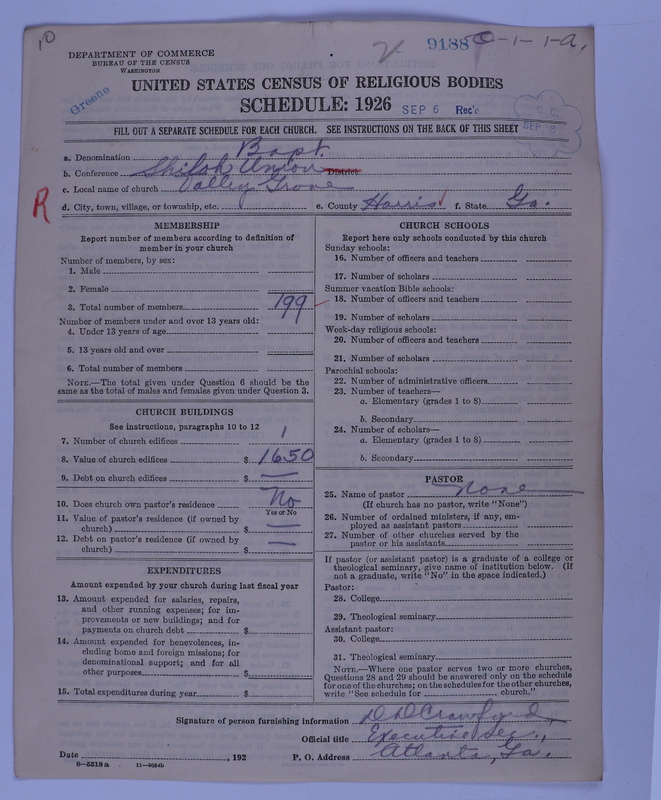 10
DEPARTMENT OF COMMERCE
BUREAU OF THE CENSUS
WASHINGTON
91880-1-1-a.
Greene
UNITED STATES CENSUS OF RELIGIOUS BODIES
SCHEDULE: 1926
SEP 6 Rec'd
FILL OUT A SEPARATE SCHEDULE FOR EACH CHURCH. SEE INSTRUCTIONS ON THE BACK OF THIS SHEET
SEP
a. Denomination Bapt.
b. Conference Shiloh Union District
c. Local name of church Valley Grove
R
d. City, town, village, or township, etc. e. County Harris f. State Ga.
MEMBERSHIP
Report number of members according to definition of
member in your church
Number of members, by sex:
1. Male
2. Female
3. Total number of members 199
Number of members under and over 13 years old:
4. Under 13 years of age
5. 13 years old and over
6. Total number of members
NOTE.—The total given under Question 6 should be the
same as the total of males and females given under Question 3.
CHURCH BUILDINGS
See instructions, paragraphs 10 to 12
7. Number of church edifices 1
8. Value of church edifices $ 1650
9. Debt on church edifices $ —
10. Does church own pastor's residence No
Yes or No
11. Value of pastor's residence (if owned by
church) $ —
12. Debt on pastor's residence (if owned by
church) $ —
EXPENDITURES
Amount expended by your church during last fiscal year
13. Amount expended for salaries, repairs,
and other running expenses; for im-
provements or new buildings; and for
payments on church debt $
14. Amount expended for benevolences, in-
cluding home and foreign missions; for
denominational support; and for all
other purposes $
15. Total expenditures during year $
CHURCH SCHOOLS
Report here only schools conducted by this church
Sunday schools:
16. Number of officers and teachers
17. Number of scholars
Summer vacation Bible schools:
18. Number of officers and teachers
19. Number of scholars
Week-day religious schools:
20. Number of officers and teachers
21. Number of scholars
Parochial schools:
22. Number of administrative officers
23. Number of teachers—
a. Elementary (grades 1 to 8)
b. Secondary
24. Number of scholars—
a. Elementary (grades 1 to 8)
b. Secondary
PASTOR
25. Name of pastor None
(If church has no pastor, write "None")
26. Number of ordained ministers, if any, em-
ployed as assistant pastors
27. Number of other churches served by the
pastor or his assistants
If pastor (or assistant pastor) is a graduate of a college or
theological seminary, give name of institution below. (If
not a graduate, write "No" in the space indicated.)
Pastor:
28. College
29. Theological seminary
Assistant pastor:
30. College
31. Theological seminary
NOTE.—Where one pastor serves two or more churches,
Questions 28 and 29 should be answered only on the schedule
for one of the churches; on the schedules for the other churches,
write "See schedule for church."
Signature of person furnishing information D. D. Crawford,
Official title Executive Sec.,
Date , 192 P. O. Address Atlanta, Ga.
8—5518 a 11—9034b